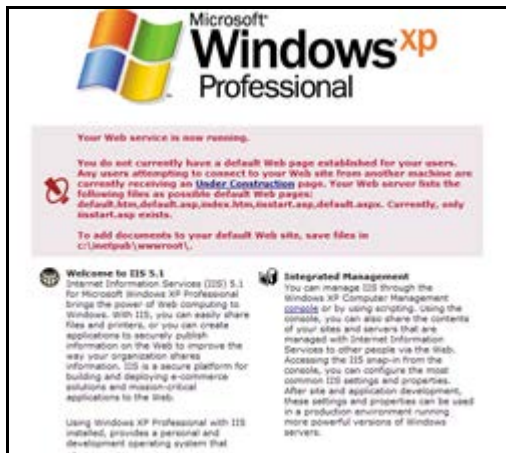 Microsoft®
Windows xp
Professional
Your Web service is now running.
You do not currently have a default Web page established for your users.
Any users attempting to connect to your Web site from another machine are
currently receiving an Under Construction page. Your Web server lists the
following files as possible default Web pages:
default.htm,default.asp,index.htm,iisstart.asp,default.aspx. Currently, only
iisstart.asp exists.
To add documents to your default Web site, save files in
c:\inetpub\wwwroot\.
Welcome to IIS 5.1
Internet Information Services (IIS) 5.1
for Microsoft Windows XP Professional
brings the power of Web computing to
Windows. With IIS, you can easily share
files and printers, or you can create
applications to securely publish
information on the Web to improve the
way your organization shares
information. IIS is a secure platform for
building and deploying e-commerce
solutions and mission-critical
applications to the Web.
Using Windows XP Professional with IIS
installed, provides a personal and
development operating system that
Integrated Management
You can manage IIS through the
Windows XP Computer Management
console or by using scripting. Using the
console, you can also share the contents
of your sites and servers that are
managed with Internet Information
Services to other people via the Web.
Accessing the IIS snap-in from the
console, you can configure the most
common IIS settings and properties.
After site and application development,
these settings and properties can be used
in a production environment running
more powerful versions of Windows
servers.